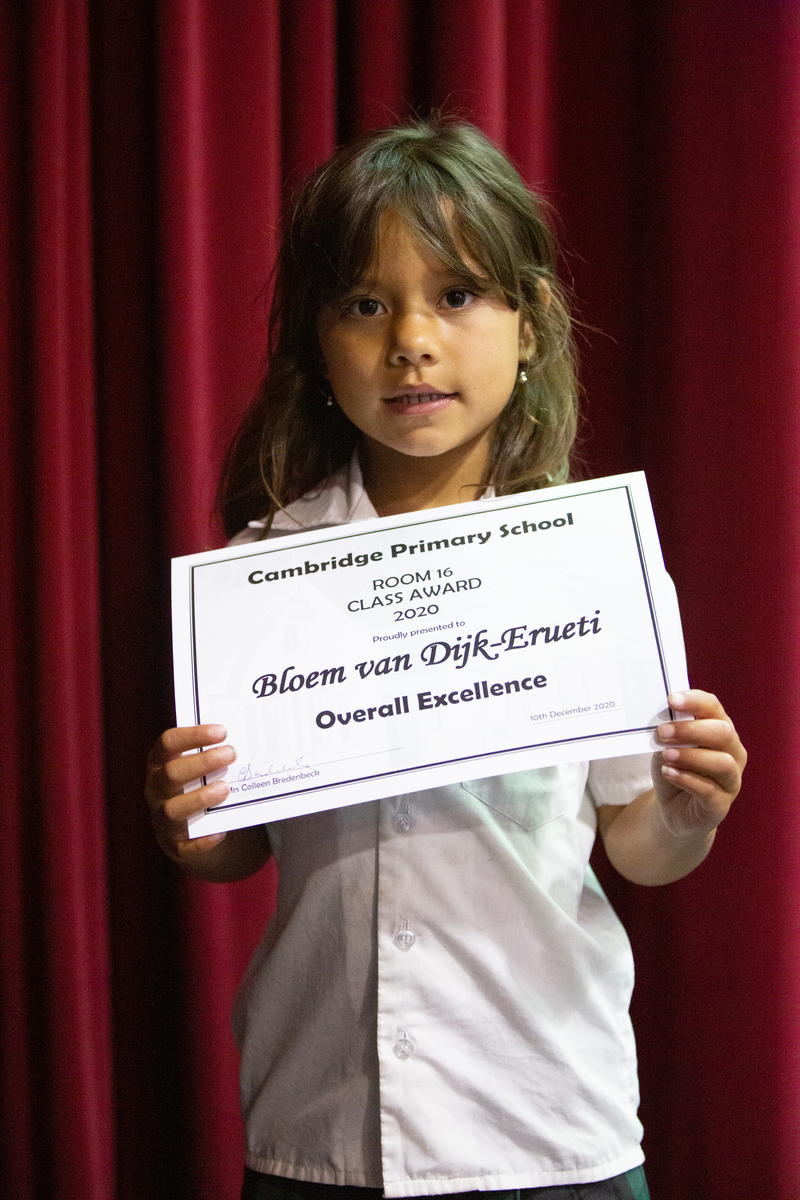 Cambridge Primary School
ROOM 16
CLASS AWARD
2020
Proudly presented to
Bloem van Dijk-Erueti
Overall Excellence
10th December 2020
Mrs Colleen Bredenbeck